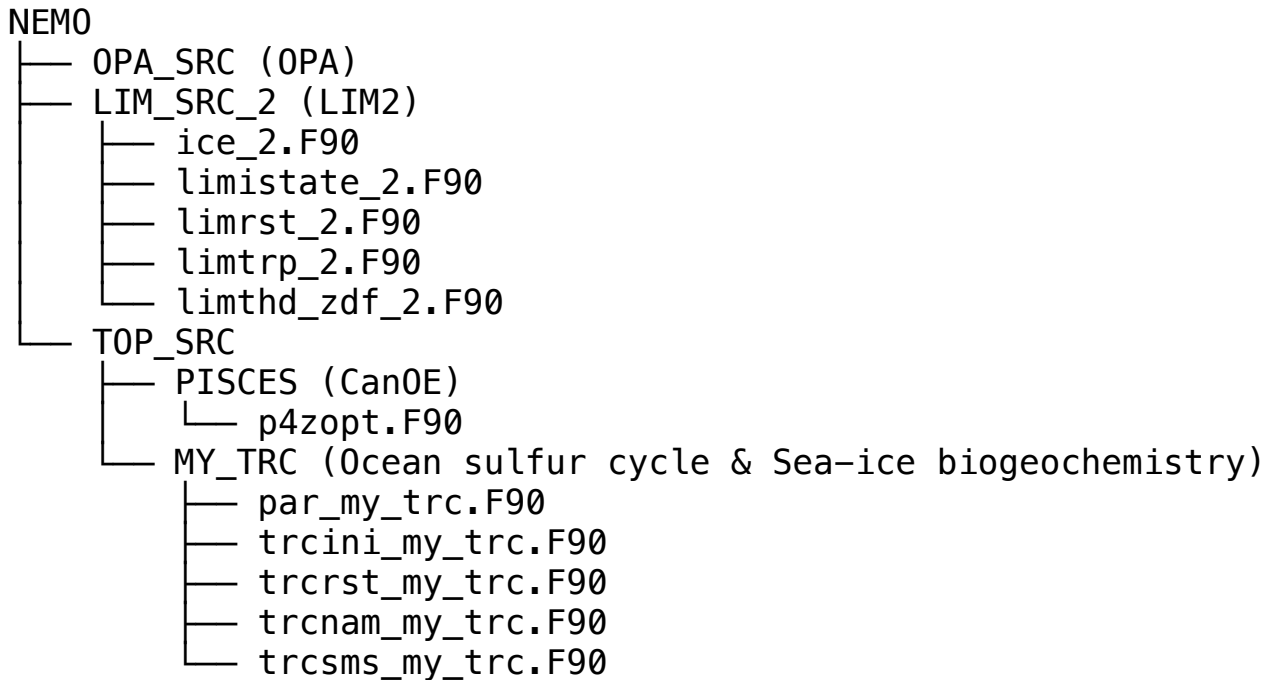 NEMO
├── OPA_SRC (OPA)
├── LIM_SRC_2 (LIM2)
│   ├── ice_2.F90
│   ├── limistate_2.F90
│   ├── limrst_2.F90
│   ├── limtrp_2.F90
│   └── limthd_zdf_2.F90
└── TOP_SRC
    ├── PISCES (CanOE)
    │   └── p4zopt.F90
    └── MY_TRC (Ocean sulfur cycle & Sea-ice biogeochemistry)
        ├── par_my_trc.F90
        ├── trcini_my_trc.F90
        ├── trcrst_my_trc.F90
        ├── trcnam_my_trc.F90
        └── trcsms_my_trc.F90